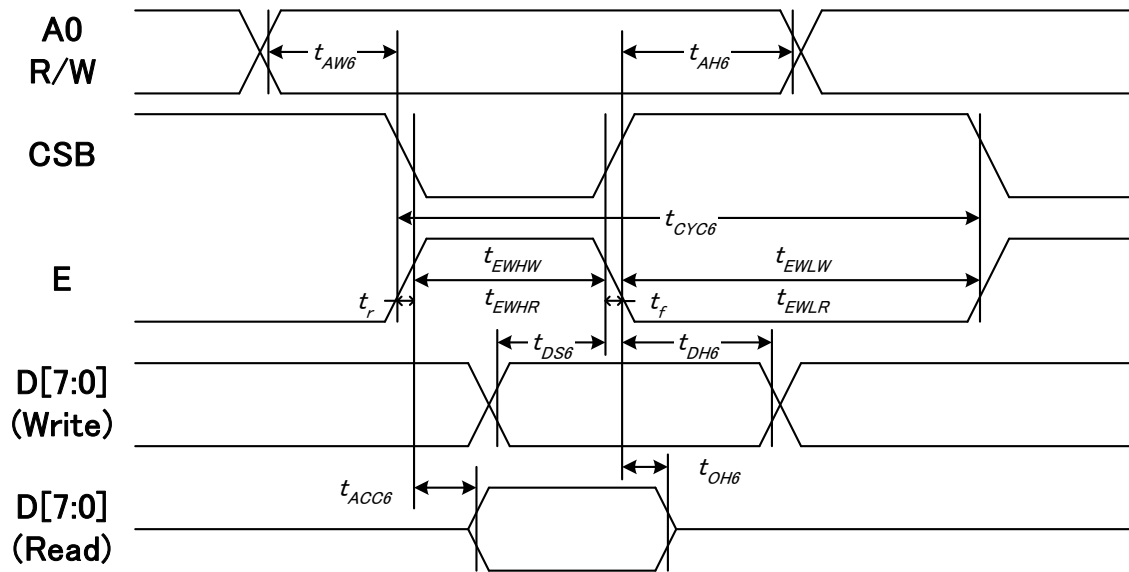 A0
R/W
t_AW6
t_AH6
CSB
t_CYC6
E
t_EWHW
t_EWLW
t_r
t_EWHR
t_f
t_EWLR
t_DS6
t_DH6
D[7:0]
(Write)
t_ACC6
t_OH6
D[7:0]
(Read)